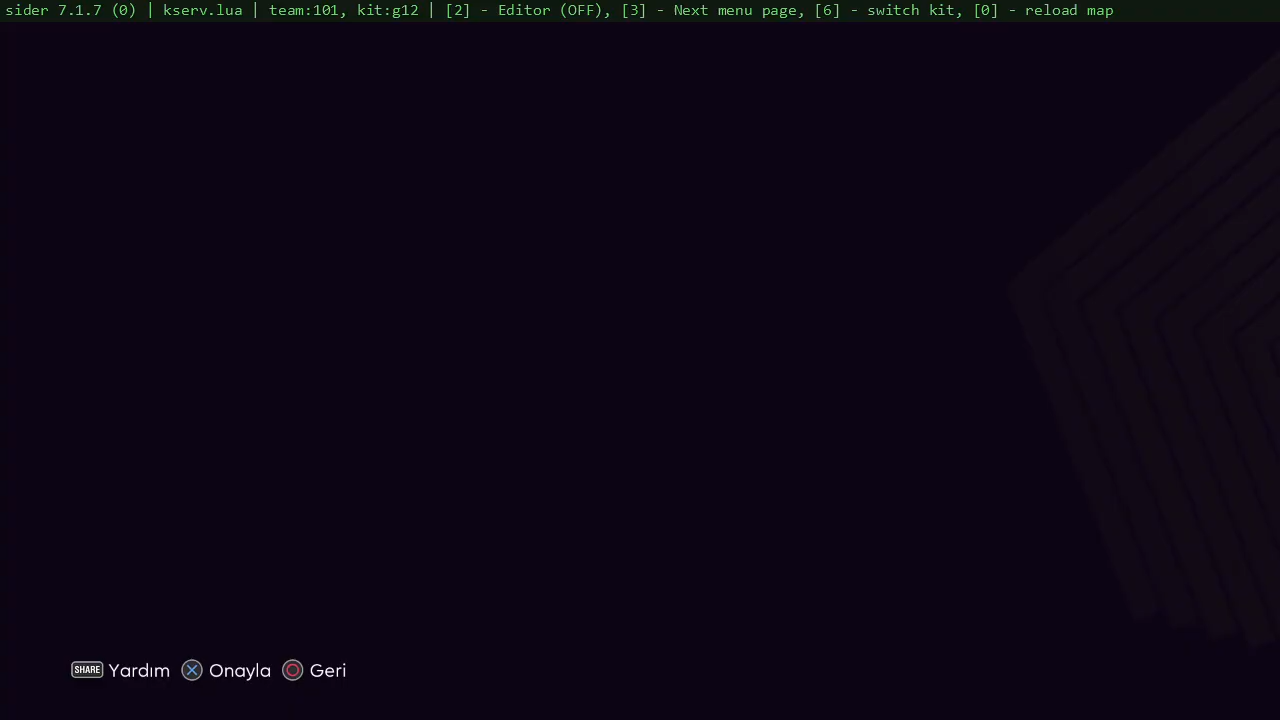 sider 7.1.7 (0) | kserv.lua | team:101, kit:g12 | [2] - Editor (OFF), [3] - Next menu page, [6] - switch kit, [0] - reload map
SHARE Yardım Onayla Geri